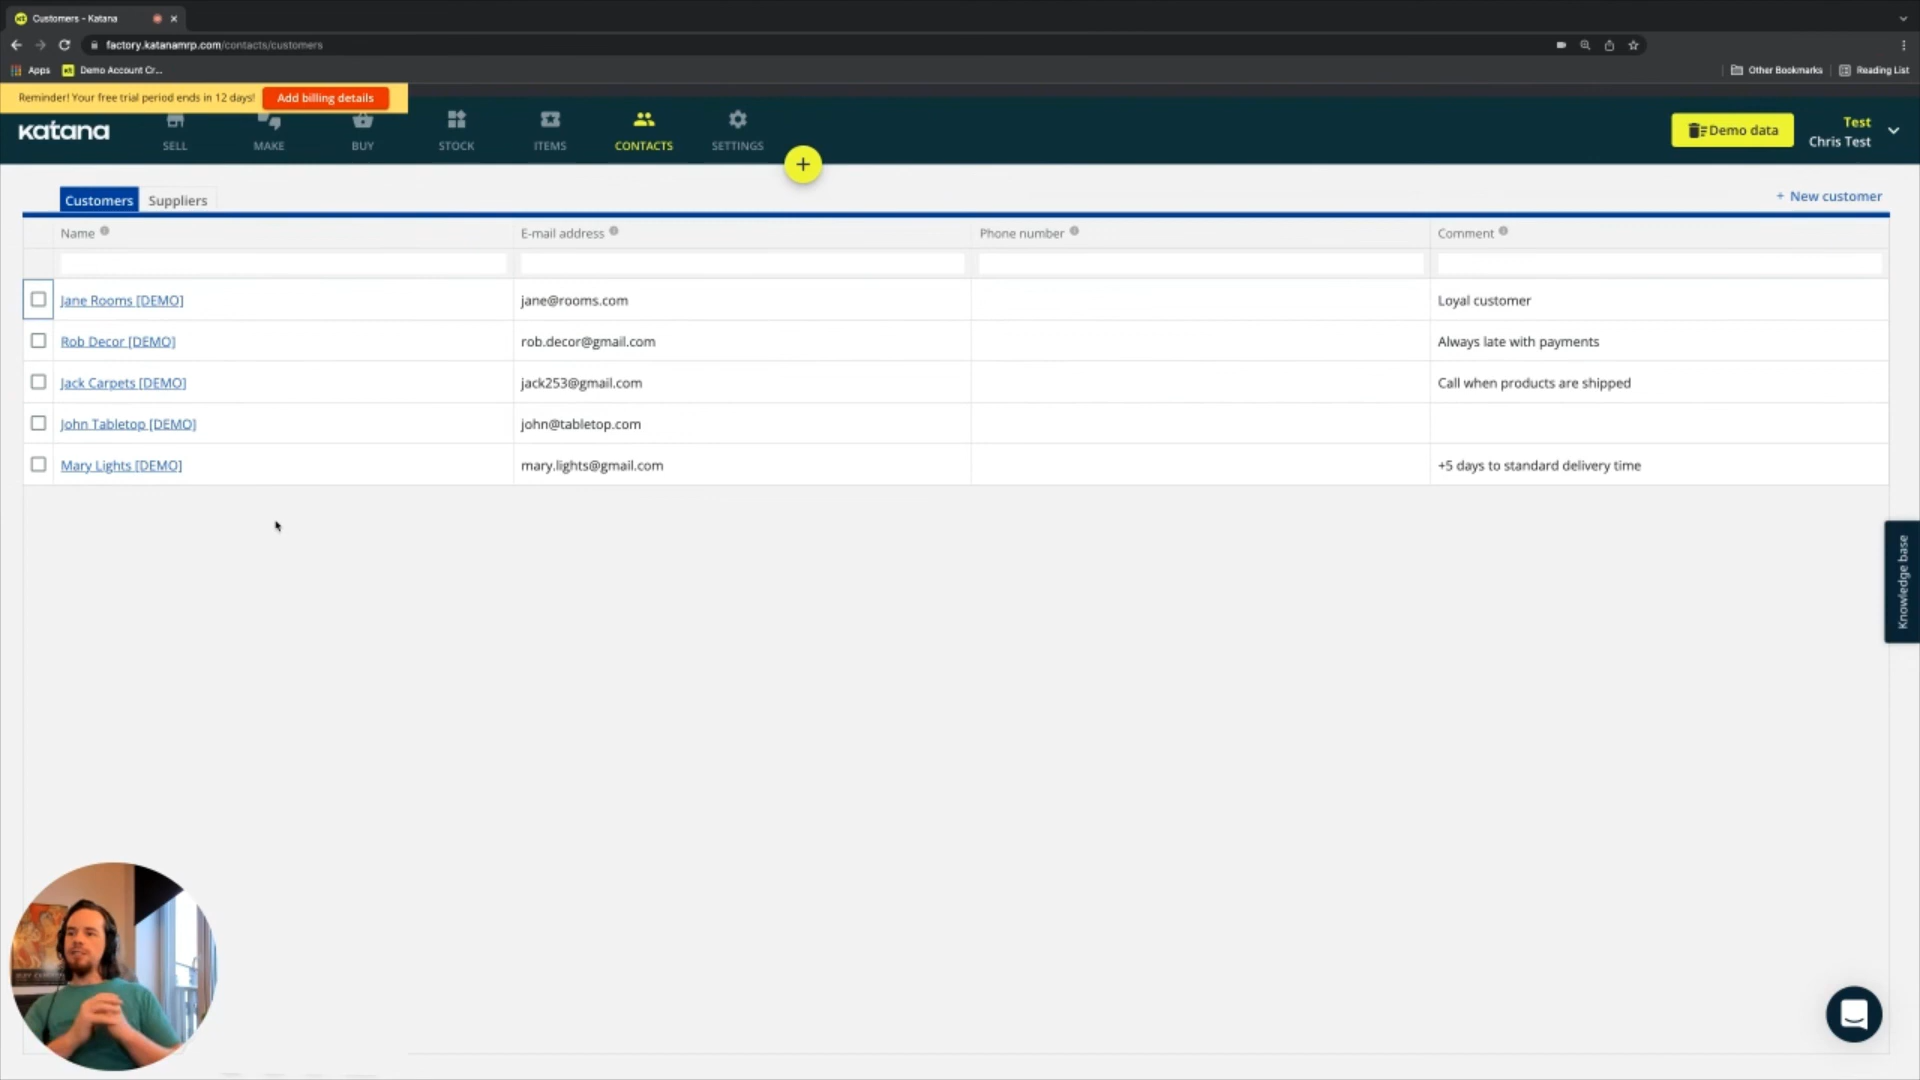 Customers - Katana
factory.katanamrp.com/contacts/customers
Apps
Demo Account Cr...
Other Bookmarks
Reading List
Reminder! Your free trial period ends in 12 days!
Add billing details
katana
SELL
MAKE
BUY
STOCK
ITEMS
CONTACTS
SETTINGS
+
Demo data
Test
Chris Test
Customers
Suppliers
+ New customer
Name
E-mail address
Phone number
Comment
Jane Rooms [DEMO]
jane@rooms.com
Loyal customer
Rob Decor [DEMO]
rob.decor@gmail.com
Always late with payments
Jack Carpets [DEMO]
jack253@gmail.com
Call when products are shipped
John Tabletop [DEMO]
john@tabletop.com
Mary Lights [DEMO]
mary.lights@gmail.com
+5 days to standard delivery time
Knowledge base